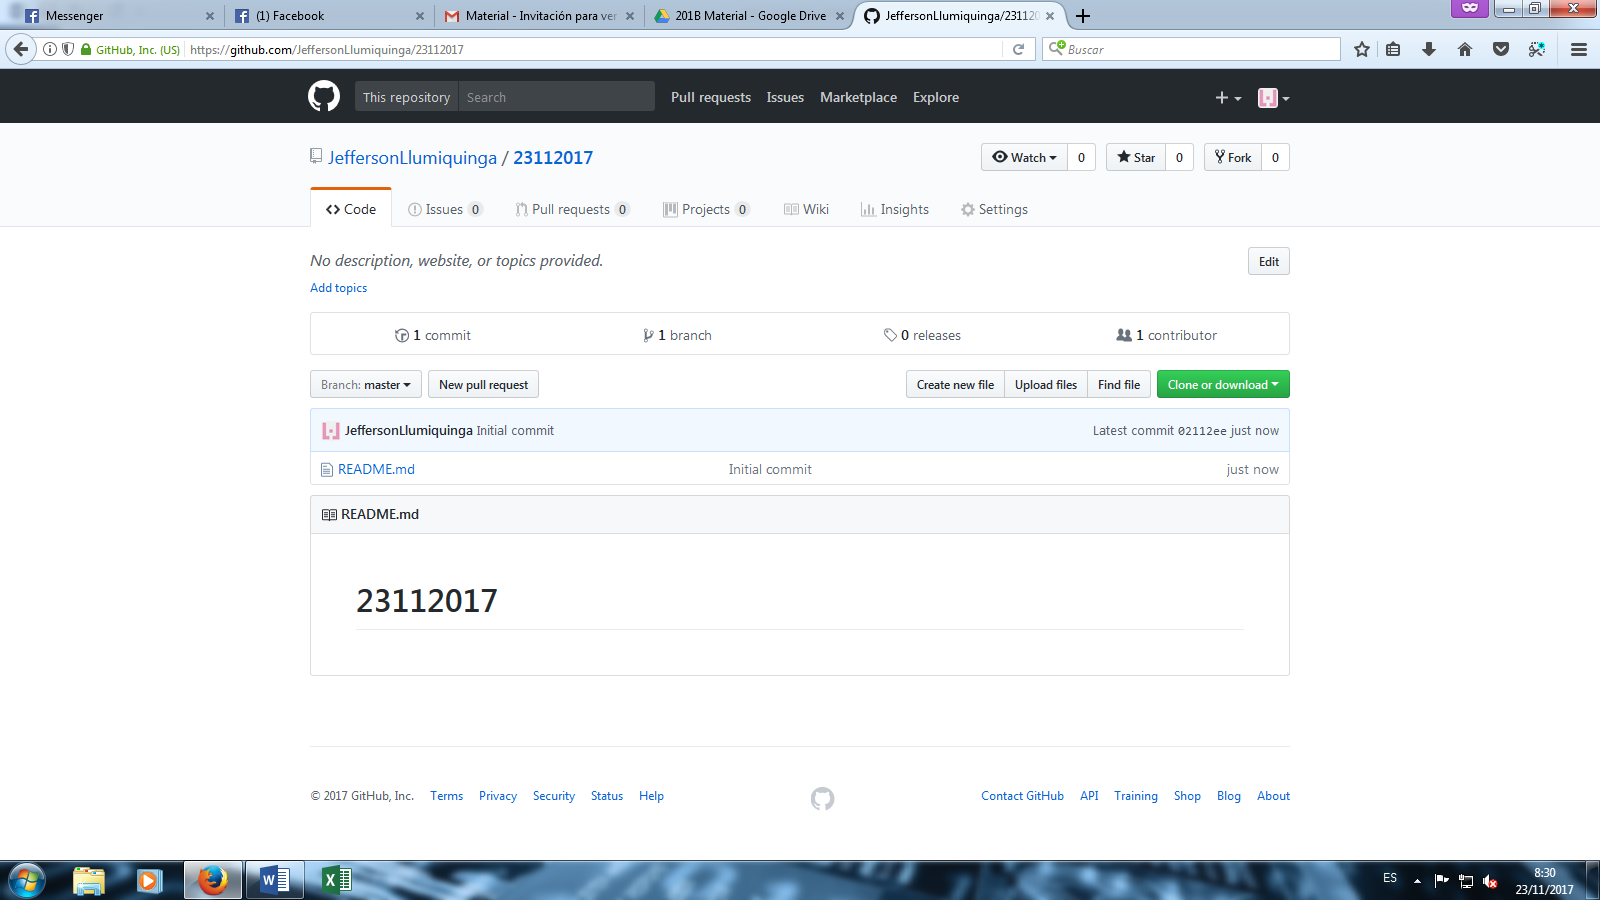 Messenger
(1) Facebook
Material - Invitación para ver
201B Material - Google Drive
JeffersonLlumiquinga/23112
GitHub, Inc. (US)
https://github.com/JeffersonLlumiquinga/23112017
Buscar
This repository
Search
Pull requests
Issues
Marketplace
Explore
JeffersonLlumiquinga / 23112017
Watch 0
Star 0
Fork 0
Code
Issues 0
Pull requests 0
Projects 0
Wiki
Insights
Settings
No description, website, or topics provided.
Edit
Add topics
1 commit
1 branch
0 releases
1 contributor
Branch: master
New pull request
Create new file
Upload files
Find file
Clone or download
JeffersonLlumiquinga Initial commit
Latest commit 02112ee just now
README.md
Initial commit
just now
README.md
23112017
© 2017 GitHub, Inc.
Terms
Privacy
Security
Status
Help
Contact GitHub
API
Training
Shop
Blog
About
ES
8:30
23/11/2017